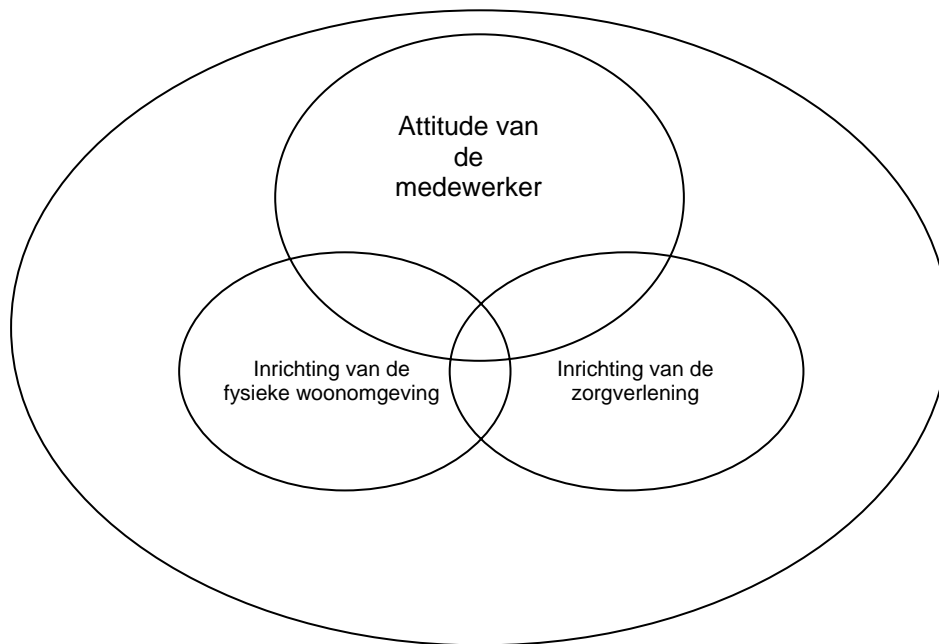 Attitude van
de
medewerker
Inrichting van de
fysieke woonomgeving
Inrichting van de
zorgverlening